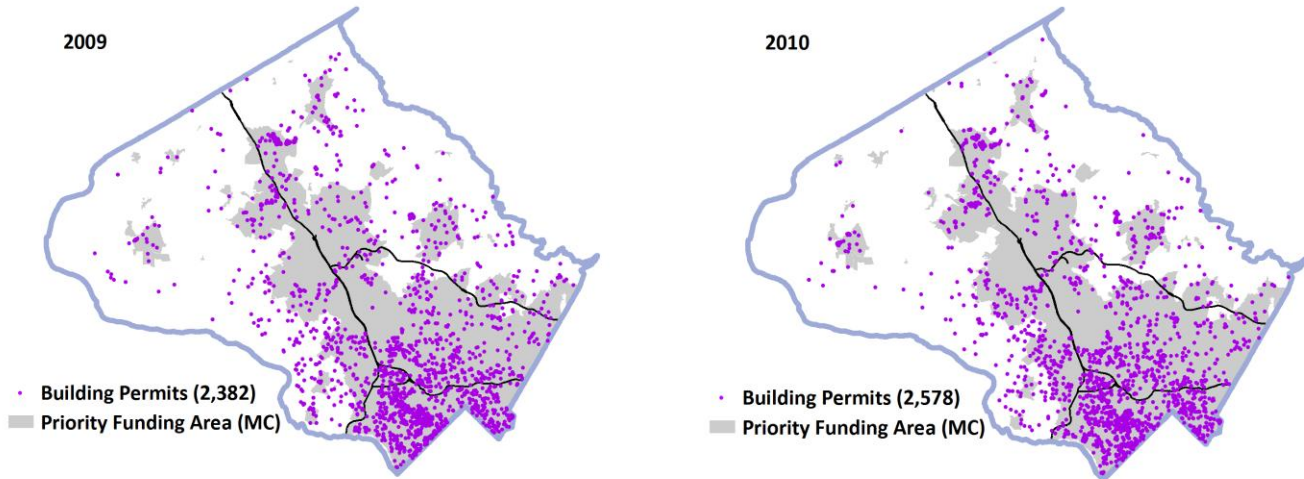 2009
Building Permits (2,382)
Priority Funding Area (MC)
2010
Building Permits (2,578)
Priority Funding Area (MC)